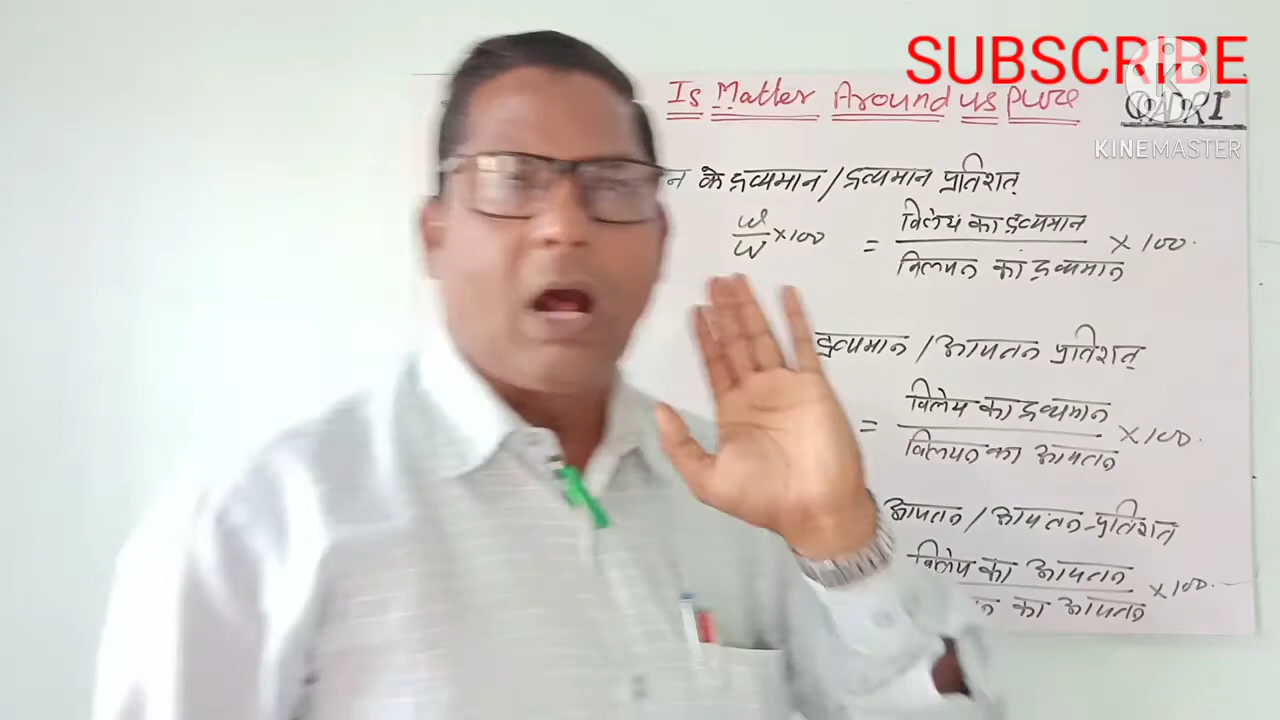 SUBSCRIBE
Is Matter Around us pure
KINEMASTER
न के द्रव्यमान / द्रव्यमान प्रतिशत्
w/W × 100 = विलेय का द्रव्यमान / विलयन का द्रव्यमान × 100.
द्रव्यमान / आयतन प्रतिशत्
= विलेय का द्रव्यमान / विलयन का आयतन × 100.
आयतन / आयतन प्रतिशत
विलेय का आयतन / न का आयतन × 100.